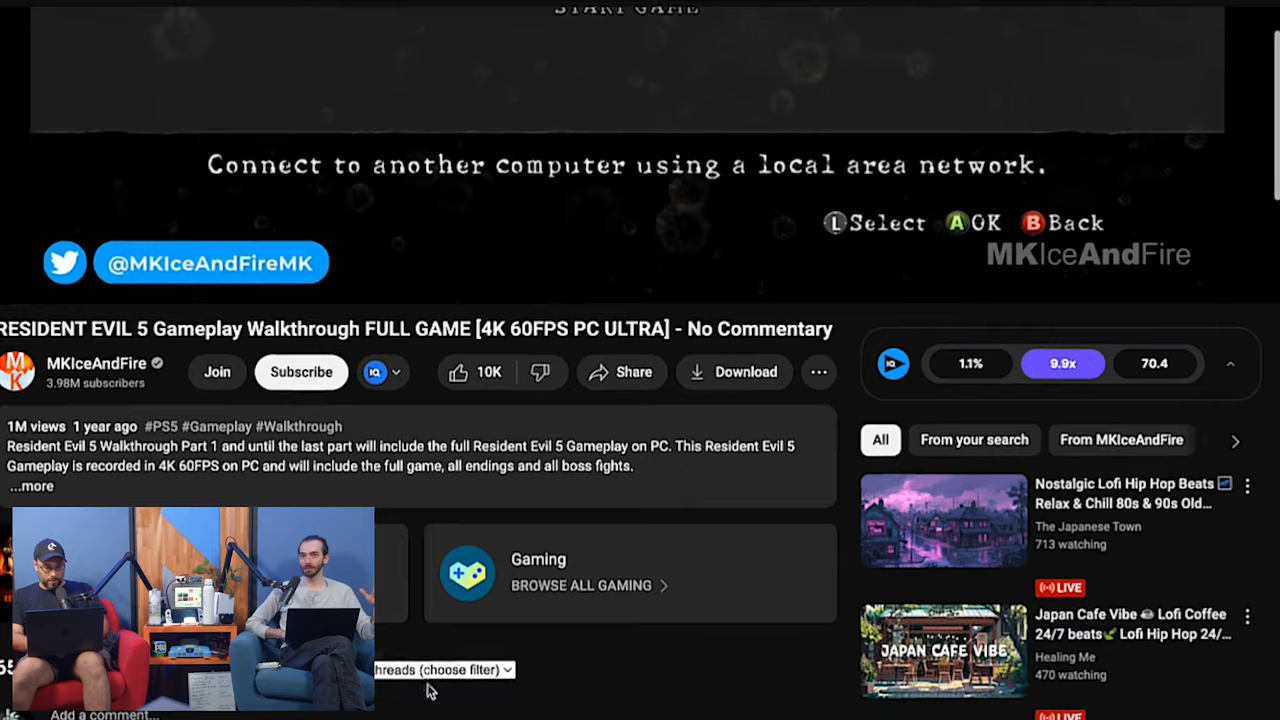 START GAME
Connect to another computer using a local area network.
L Select A OK B Back
MKIceAndFire
@MKIceAndFireMK
RESIDENT EVIL 5 Gameplay Walkthrough FULL GAME [4K 60FPS PC ULTRA] - No Commentary
MKIceAndFire
3.98M subscribers
Join
Subscribe
IQ
10K
Share
Download
1.1%
9.9x
70.4
1M views 1 year ago #PS5 #Gameplay #Walkthrough
Resident Evil 5 Walkthrough Part 1 and until the last part will include the full Resident Evil 5 Gameplay on PC. This Resident Evil 5
Gameplay is recorded in 4K 60FPS on PC and will include the full game, all endings and all boss fights.
...more
Gaming
BROWSE ALL GAMING
hreads (choose filter)
Add a comment...
All
From your search
From MKIceAndFire
Nostalgic Lofi Hip Hop Beats
Relax & Chill 80s & 90s Old...
The Japanese Town
713 watching
LIVE
JAPAN CAFE VIBE
Japan Cafe Vibe ☕ Lofi Coffee
24/7 beats🌿 Lofi Hip Hop 24/...
Healing Me
470 watching
LIVE